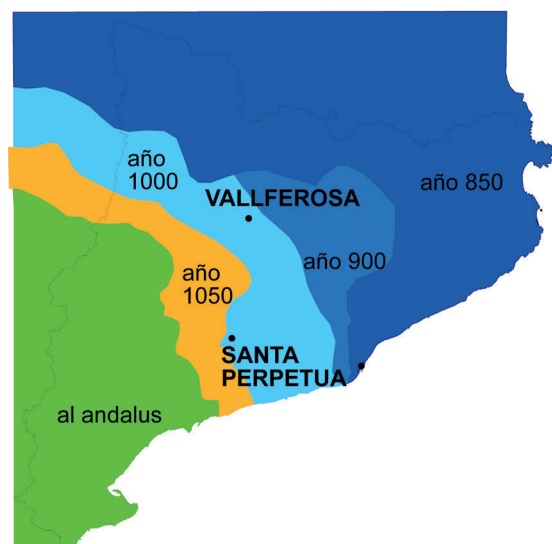 año
1000
VALLFEROSA
año 850
año 900
año
1050
SANTA
PERPETUA
al andalus